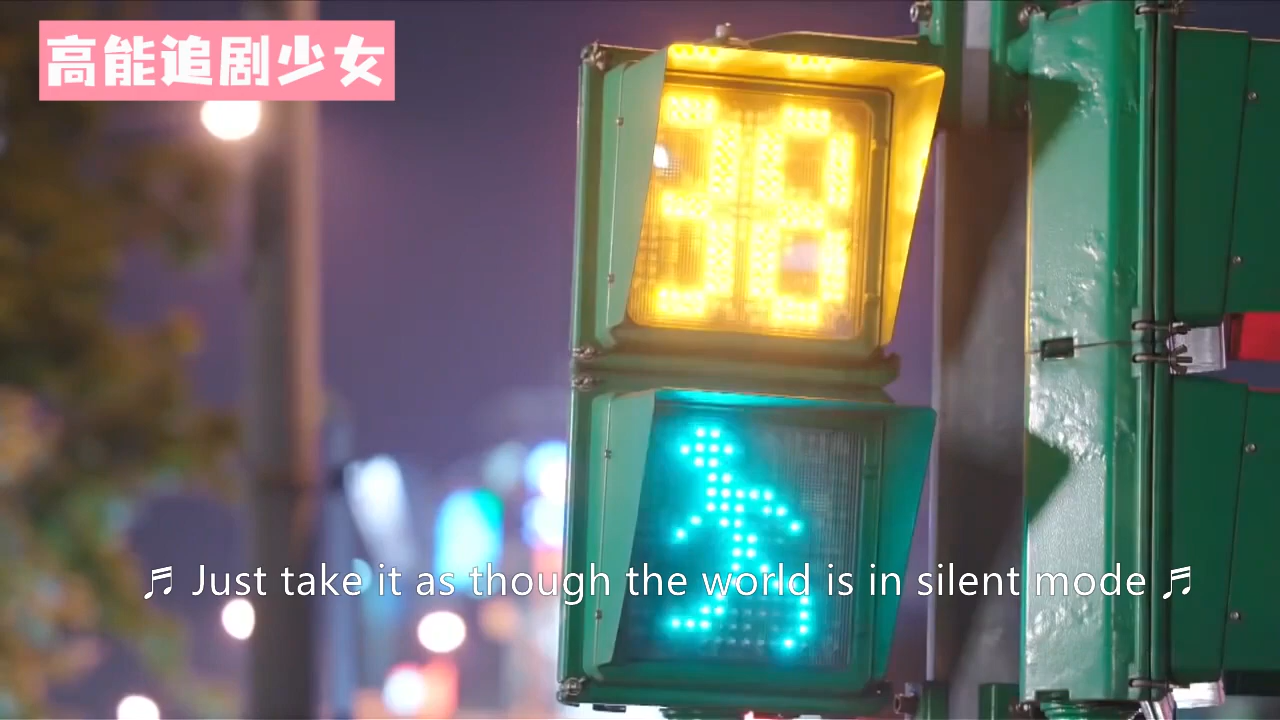 高能追剧少女
♬ Just take it as though the world is in silent mode ♬